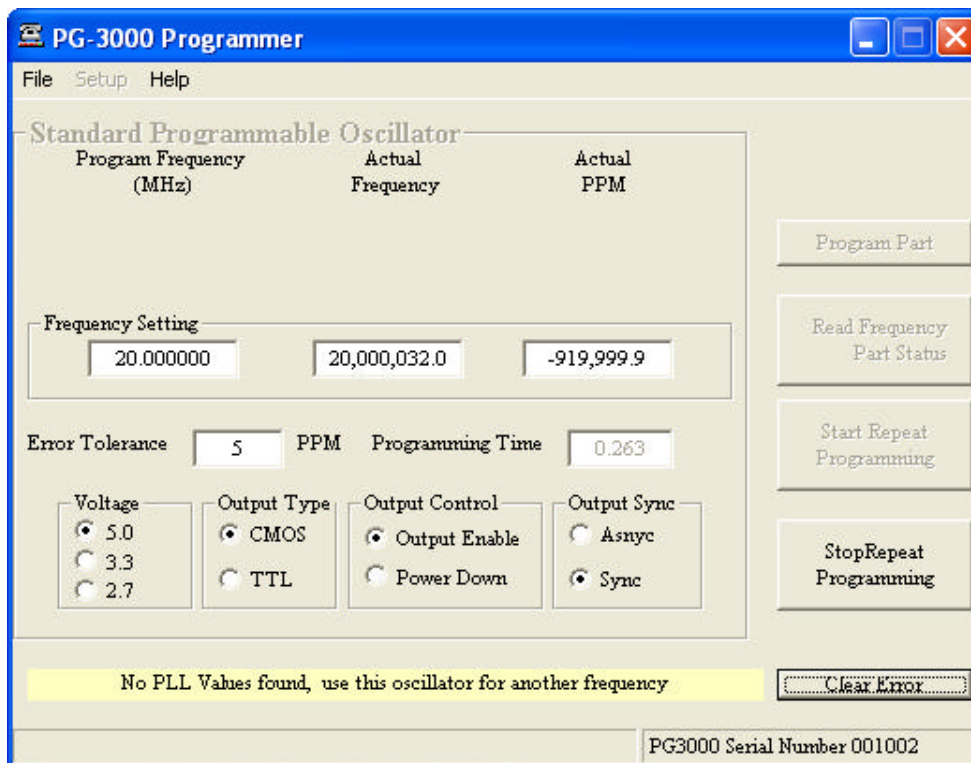 PG-3000 Programmer
File Setup Help
Standard Programmable Oscillator
Program Frequency
(MHz)
Actual
Frequency
Actual
PPM
Program Part
Read Frequency
Part Status
Frequency Setting
20.000000 20,000,032.0 -919,999.9
Start Repeat
Programming
Error Tolerance 5 PPM Programming Time 0.263
Voltage
5.0
3.3
2.7
Output Type
CMOS
TTL
Output Control
Output Enable
Power Down
Output Sync
Asnyc
Sync
StopRepeat
Programming
No PLL Values found, use this oscillator for another frequency
Clear Error
PG3000 Serial Number 001002